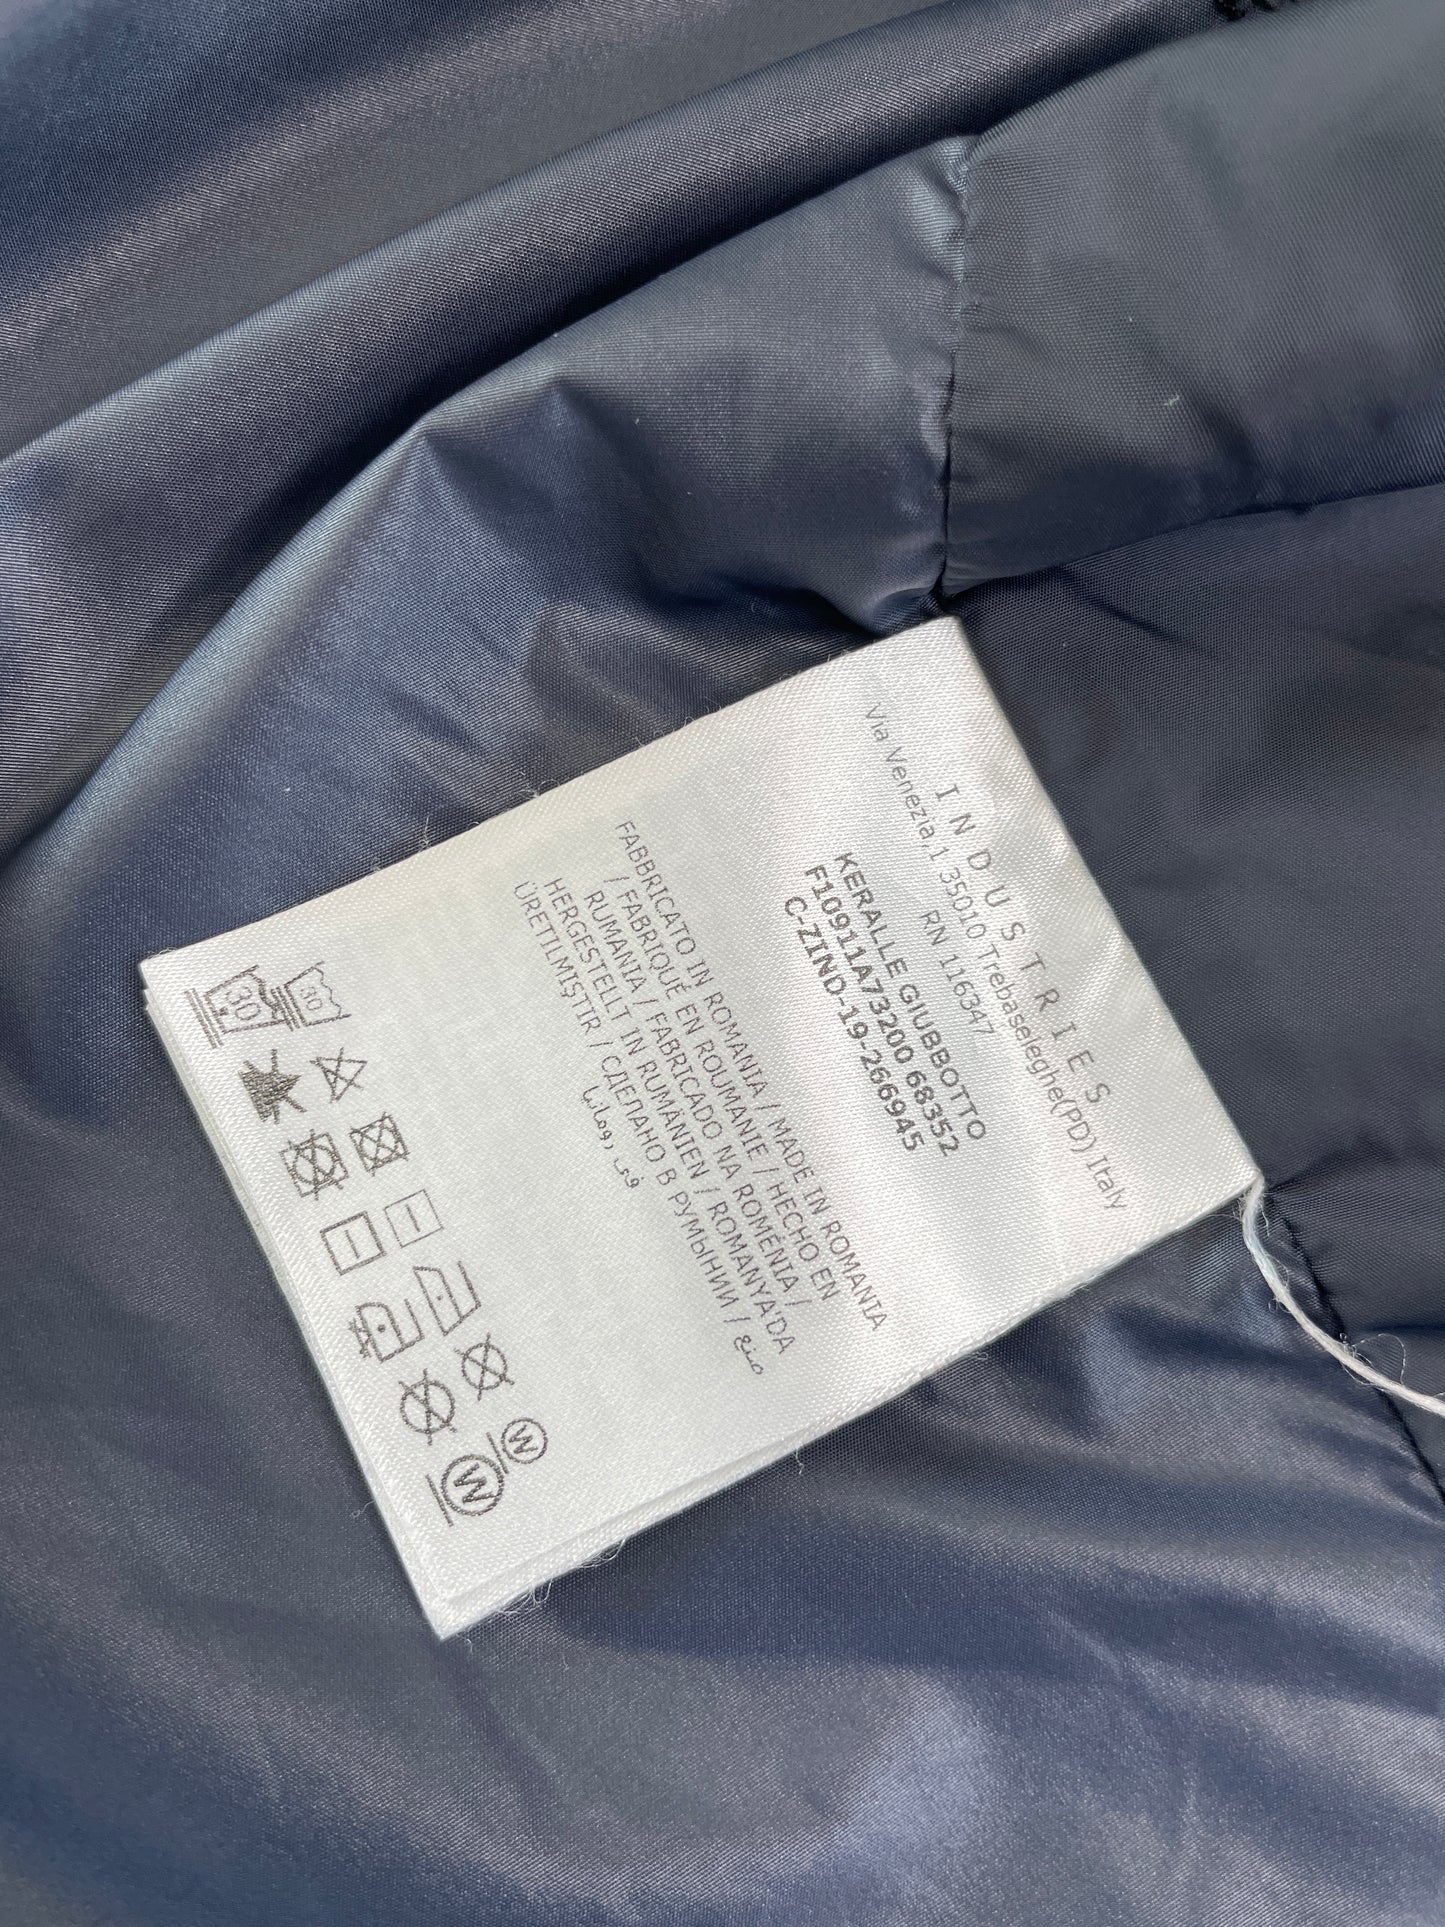 INDUSTRIES
Via Venezia,1 35010 Trebaseleghe(PD) Italy
RN 116347
KERALLE GIUBBOTTO
F10911A73200 68352
C-ZIND-19-266945
FABBRICATO IN ROMANIA / MADE IN ROMANIA
/ FABRIQUÉ EN ROUMANIE / HECHO EN
RUMANIA / FABRICADO NA ROMÉNIA /
HERGESTELLT IN RUMÄNIEN / ROMANYA'DA
ÜRETILMIŞTIR / СДЕЛАНО В РУМЫНИИ / صنع
في رومانيا
30
30
W
W